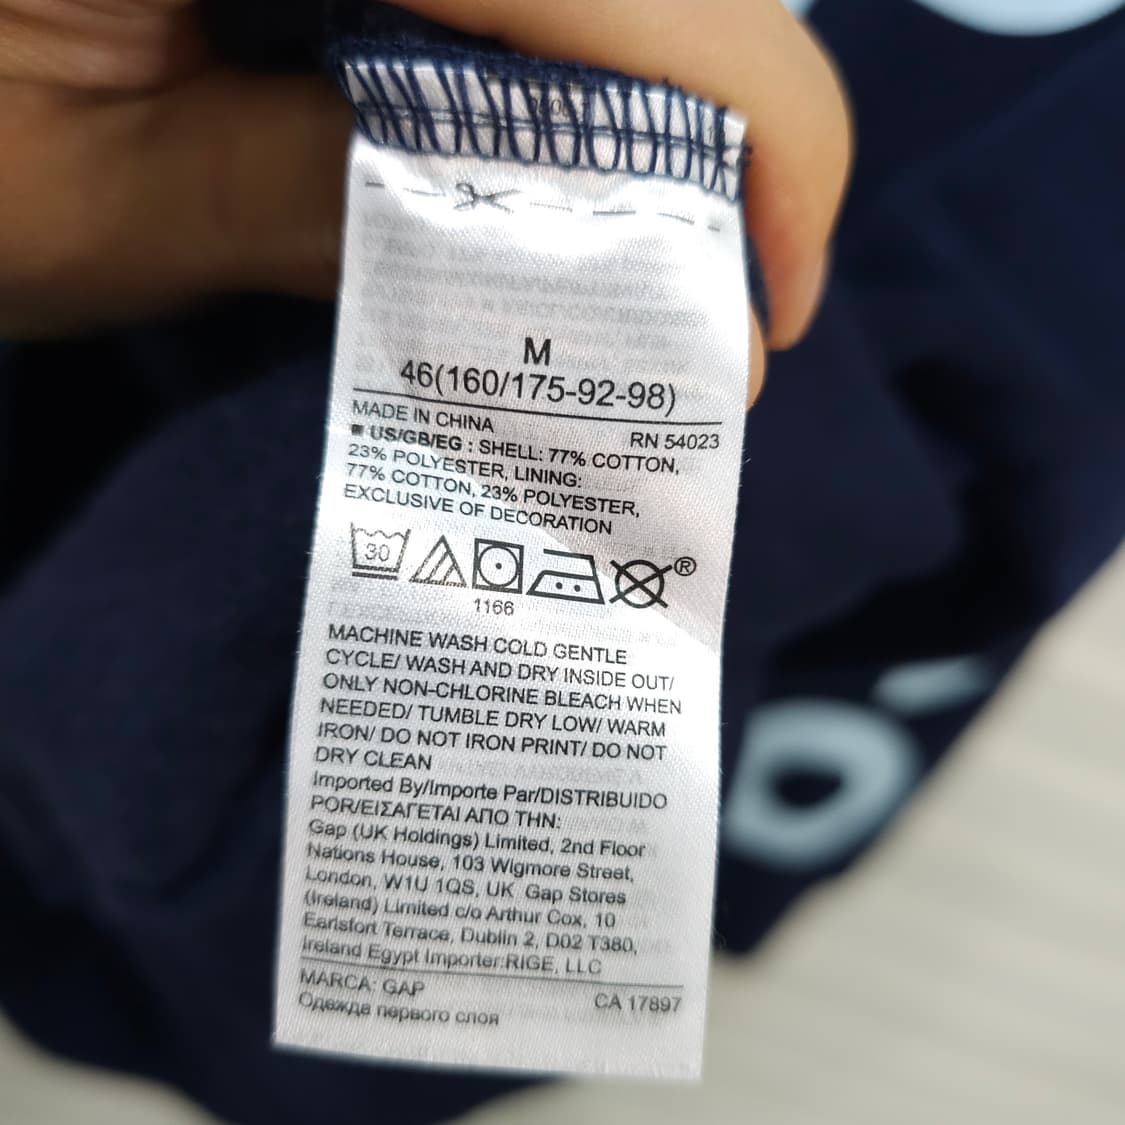 M
46(160/175-92-98)
MADE IN CHINA
RN 54023
US/GB/EG : SHELL: 77% COTTON,
23% POLYESTER, LINING:
77% COTTON, 23% POLYESTER,
EXCLUSIVE OF DECORATION
30
®
1166
MACHINE WASH COLD GENTLE
CYCLE/ WASH AND DRY INSIDE OUT/
ONLY NON-CHLORINE BLEACH WHEN
NEEDED/ TUMBLE DRY LOW/ WARM
IRON/ DO NOT IRON PRINT/ DO NOT
DRY CLEAN
Imported By/Importe Par/DISTRIBUIDO
POR/ΕΙΣΑΓΕΤΑΙ ΑΠΟ ΤΗΝ:
Gap (UK Holdings) Limited, 2nd Floor
Nations House, 103 Wigmore Street,
London, W1U 1QS, UK Gap Stores
(Ireland) Limited c/o Arthur Cox, 10
Earlsfort Terrace, Dublin 2, D02 T380,
Ireland Egypt Importer:RIGE, LLC
MARCA: GAP
CA 17897
Одежда первого слоя